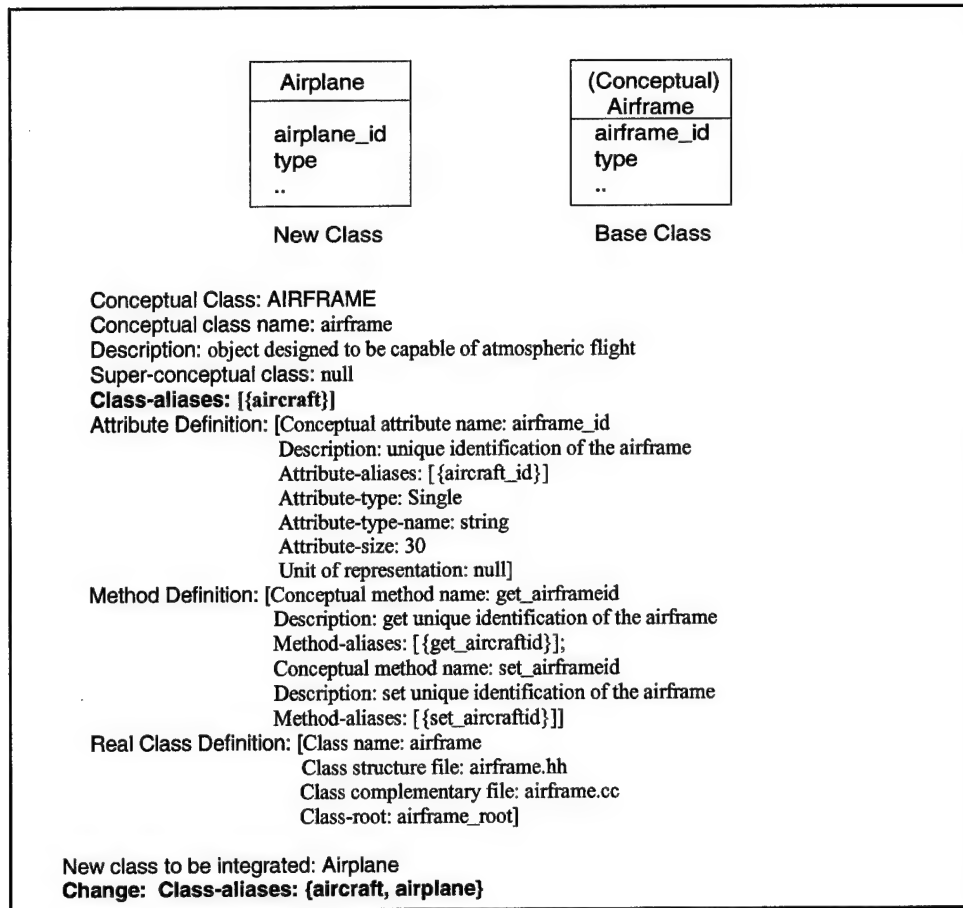 Airplane
airplane_id
type
..
New Class
(Conceptual)
Airframe
airframe_id
type
..
Base Class
Conceptual Class: AIRFRAME
Conceptual class name: airframe
Description: object designed to be capable of atmospheric flight
Super-conceptual class: null
Class-aliases: [{aircraft}]
Attribute Definition: [Conceptual attribute name: airframe_id
Description: unique identification of the airframe
Attribute-aliases: [{aircraft_id}]
Attribute-type: Single
Attribute-type-name: string
Attribute-size: 30
Unit of representation: null]
Method Definition: [Conceptual method name: get_airframeid
Description: get unique identification of the airframe
Method-aliases: [{get_aircraftid}];
Conceptual method name: set_airframeid
Description: set unique identification of the airframe
Method-aliases: [{set_aircraftid}]]
Real Class Definition: [Class name: airframe
Class structure file: airframe.hh
Class complementary file: airframe.cc
Class-root: airframe_root]
New class to be integrated: Airplane
Change: Class-aliases: {aircraft, airplane}